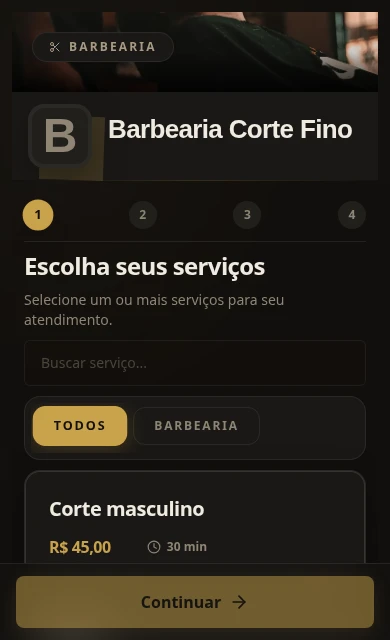 BARBEARIA
B
Barbearia Corte Fino
1 2 3 4
Escolha seus serviços
Selecione um ou mais serviços para seu
atendimento.
Buscar serviço...
TODOS BARBEARIA
Corte masculino
R$ 45,00 30 min
Continuar →